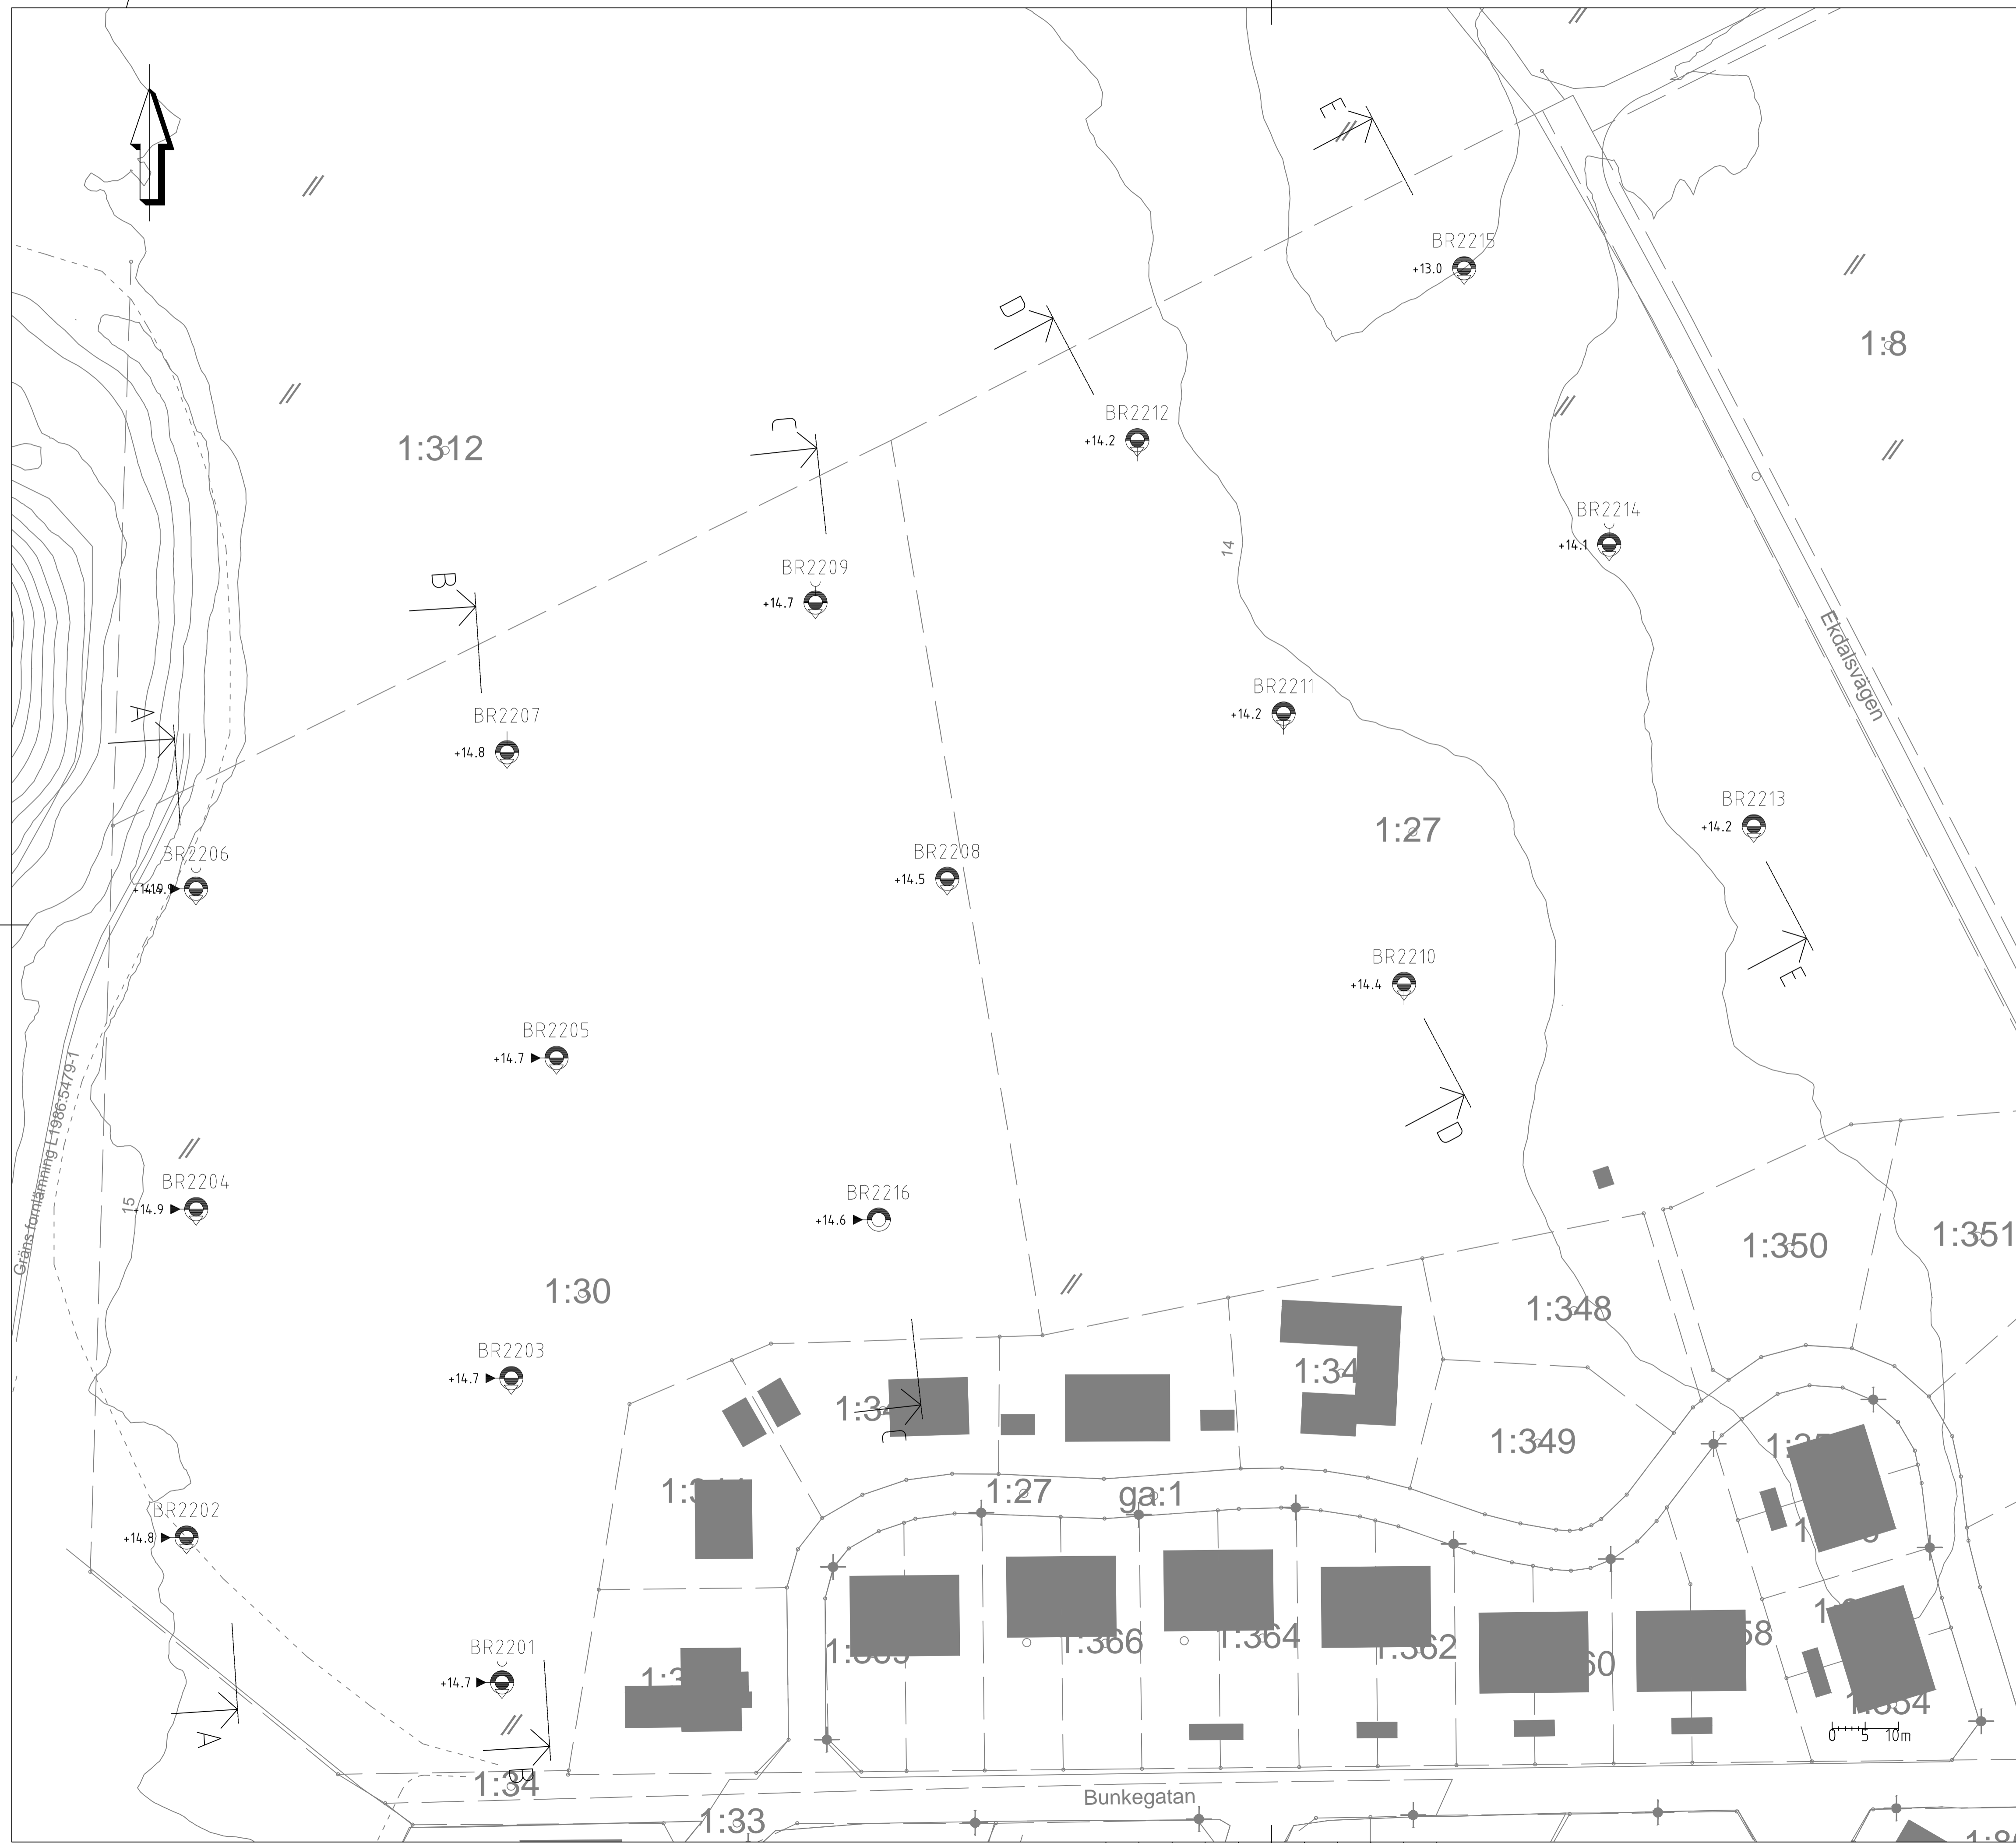 E
BR2215
+13.0
D
1:8
BR2212
+14.2
C
1:312
BR2214
+14.1
14
BR2209
+14.7
B
Ekdalsvägen
BR2211
+14.2
BR2207
+14.8
A
BR2213
+14.2
1:27
BR2208
+14.5
BR2206
BR2210
+14.4
E
BR2205
+14.7
D
Gräns fornlämning L1986:5479-1
BR2204
+14.9
15
BR2216
+14.6
1:350
1:351
1:30
1:348
BR2203
+14.7
C
1:349
1:27
ga:1
BR2202
+14.8
1:366
1:364
1:362
BR2201
+14.7
A
B
0 5 10m
1:34
Bunkegatan
1:33